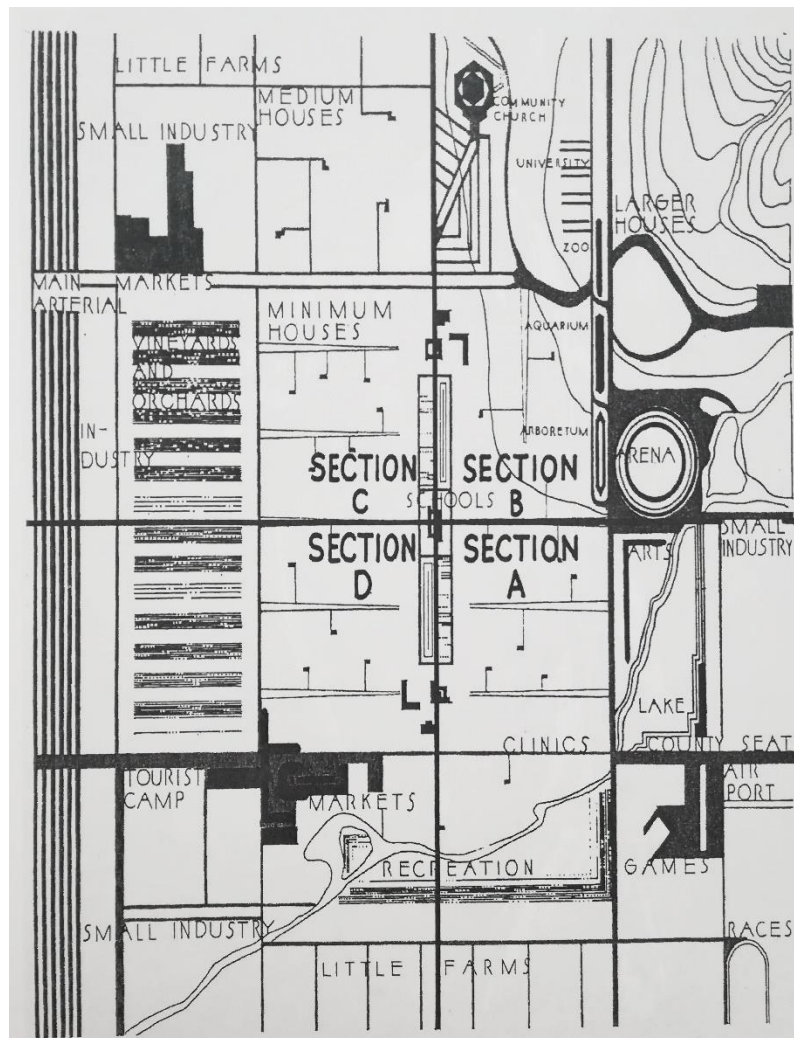 LITTLE FARMS
MEDIUM
HOUSES
COMMUNITY
CHURCH
SMALL INDUSTRY
UNIVERSITY
LARGER
HOUSES
ZOO
MAIN
ARTERIAL
MARKETS
MINIMUM
HOUSES
AQUARIUM
VINEYARDS
AND
ORCHARDS
IN-
DUSTRY
ARBORETUM
ARENA
SECTION
C
SECTION
B
SCHOOLS
SECTION
D
SECTION
A
ARTS
SMALL
INDUSTRY
LAKE
CLINICS
COUNTY SEAT
TOURIST
CAMP
MARKETS
AIR
PORT
RECREATION
GAMES
SMALL INDUSTRY
RACES
LITTLE FARMS